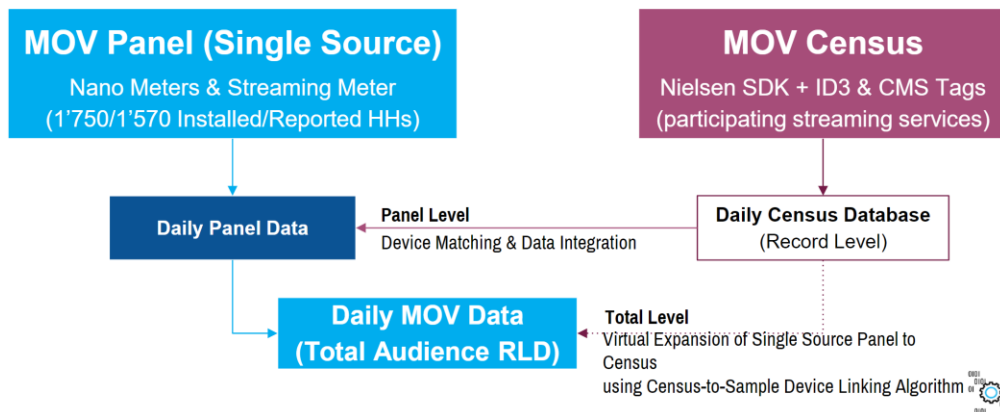 MOV Panel (Single Source)
Nano Meters & Streaming Meter
(1'750/1'570 Installed/Reported HHs)
MOV Census
Nielsen SDK + ID3 & CMS Tags
(participating streaming services)
Daily Panel Data
Panel Level
Device Matching & Data Integration
Daily Census Database
(Record Level)
Daily MOV Data
(Total Audience RLD)
Total Level
Virtual Expansion of Single Source Panel to
Census
using Census-to-Sample Device Linking Algorithm